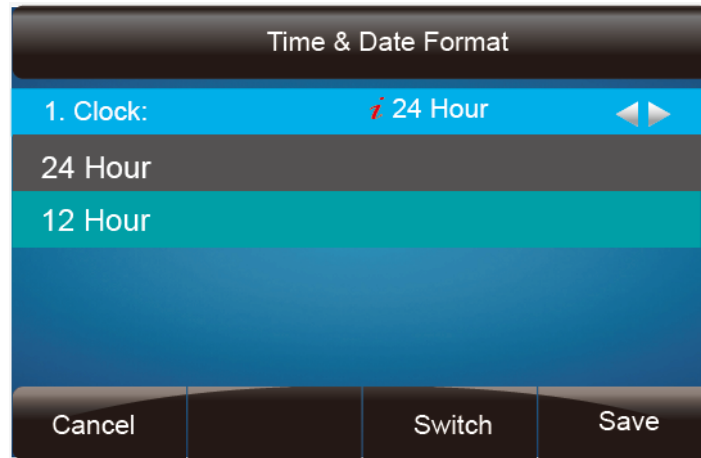 Time & Date Format
1. Clock: i 24 Hour
24 Hour
12 Hour
Cancel Switch Save